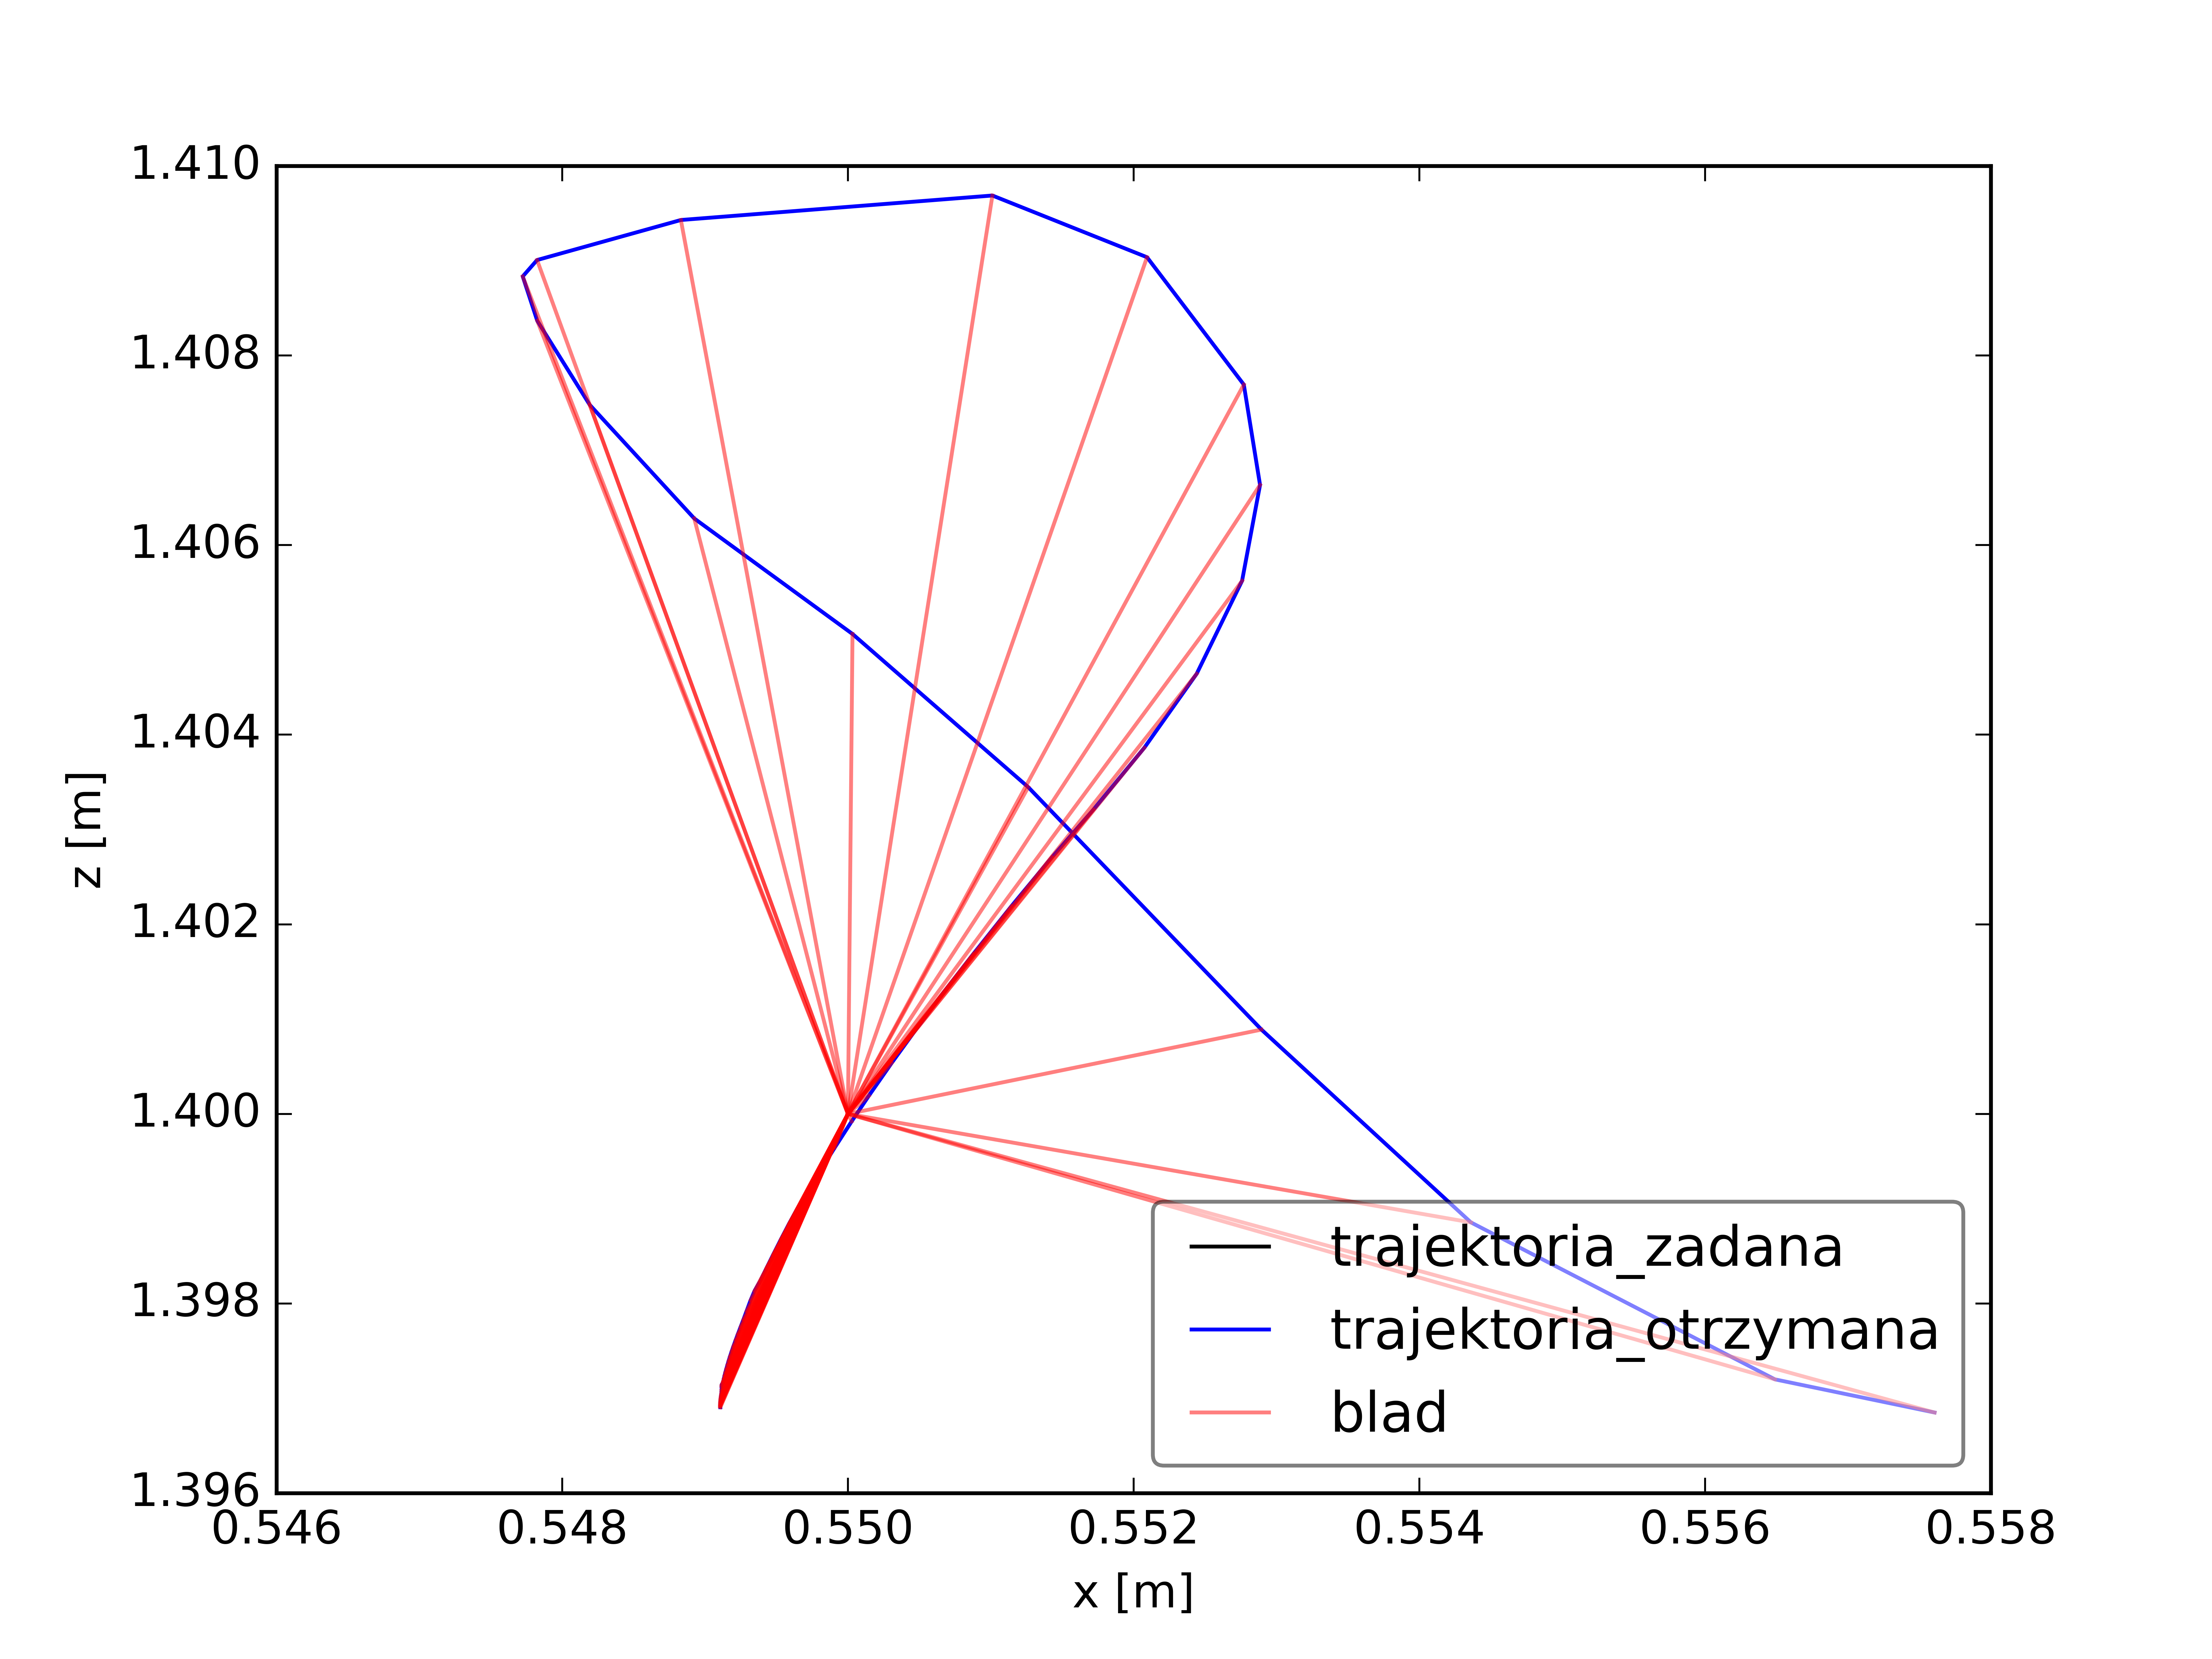 1.410
1.408
1.406
1.404
1.402
1.400
1.398
1.396
z [m]
0.546 0.548 0.550 0.552 0.554 0.556 0.558
x [m]
trajektoria_zadana
trajektoria_otrzymana
blad